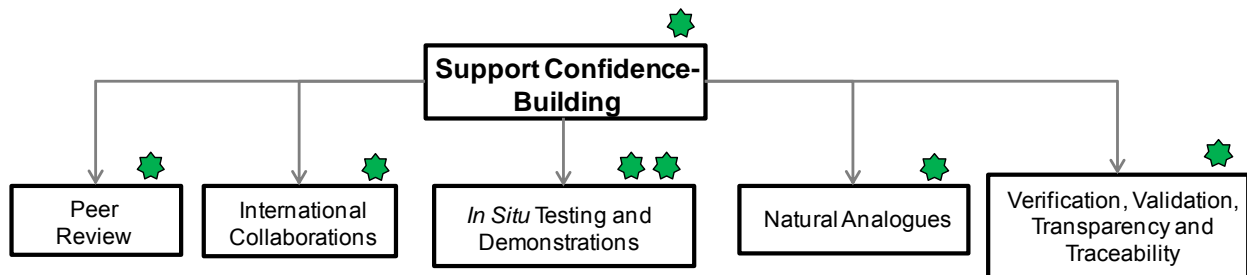 Support Confidence-
Building
Peer
Review
International
Collaborations
In Situ Testing and
Demonstrations
Natural Analogues
Verification, Validation,
Transparency and
Traceability